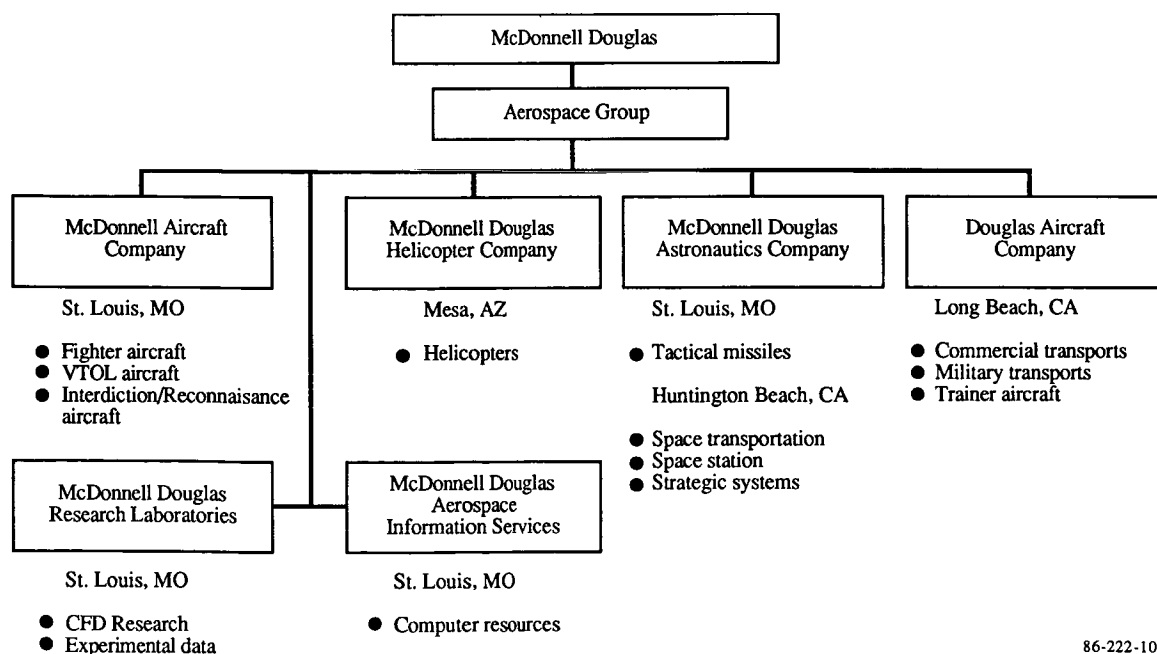 McDonnell Douglas
Aerospace Group
McDonnell Aircraft
Company
St. Louis, MO
● Fighter aircraft
● VTOL aircraft
● Interdiction/Reconnaisance
aircraft
McDonnell Douglas
Helicopter Company
Mesa, AZ
● Helicopters
McDonnell Douglas
Astronautics Company
St. Louis, MO
● Tactical missiles
Huntington Beach, CA
● Space transportation
● Space station
● Strategic systems
Douglas Aircraft
Company
Long Beach, CA
● Commercial transports
● Military transports
● Trainer aircraft
McDonnell Douglas
Research Laboratories
St. Louis, MO
● CFD Research
● Experimental data
McDonnell Douglas
Aerospace
Information Services
St. Louis, MO
● Computer resources
86-222-10